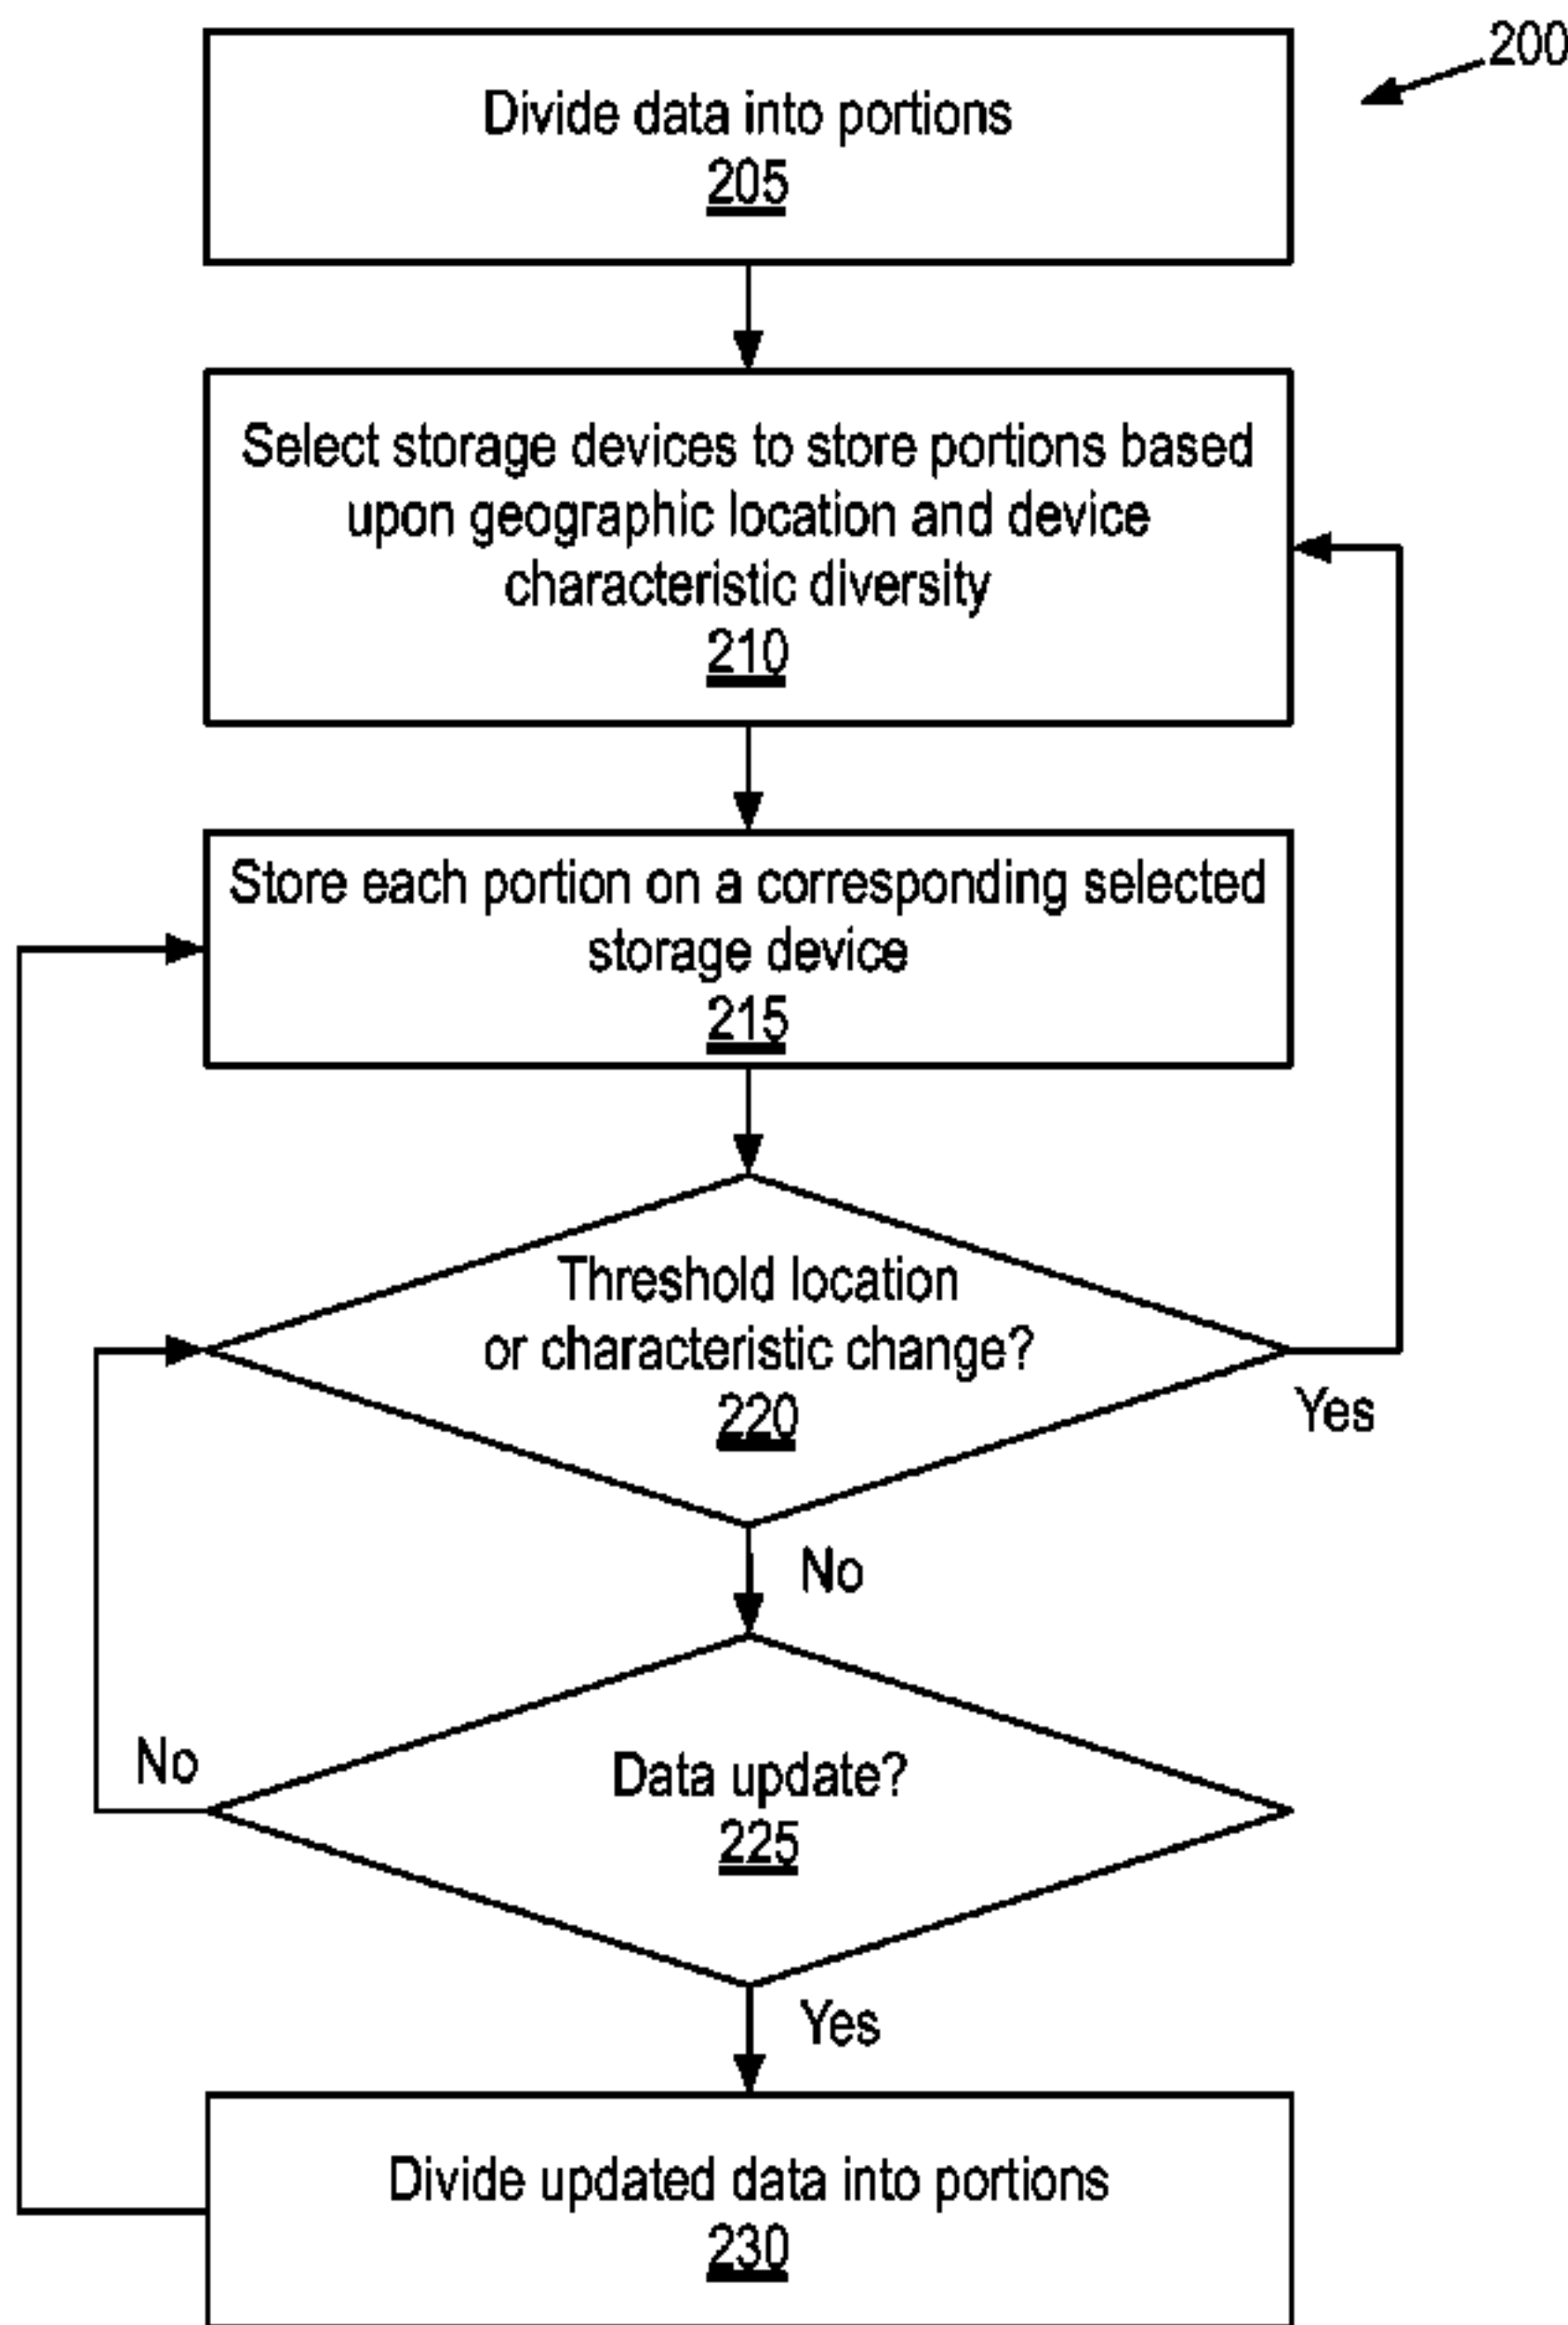 200
Divide data into portions
205
Select storage devices to store portions based
upon geographic location and device
characteristic diversity
210
Store each portion on a corresponding selected
storage device
215
Threshold location
or characteristic change?
220
Yes
No
No
Data update?
225
Yes
Divide updated data into portions
230